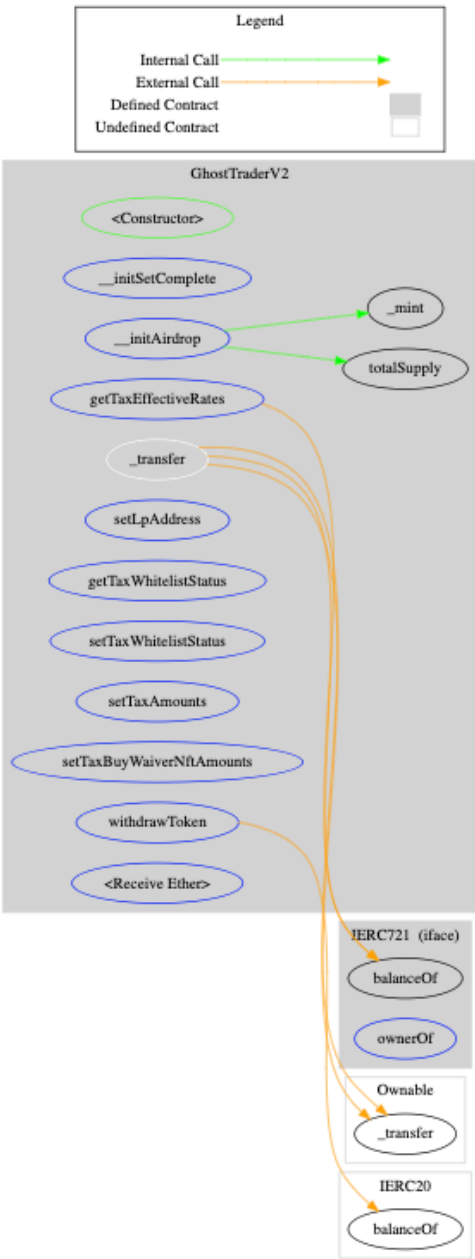 Legend
Internal Call
External Call
Defined Contract
Undefined Contract
GhostTraderV2
<Constructor>
__initSetComplete
__initAirdrop
_mint
totalSupply
getTaxEffectiveRates
_transfer
setLpAddress
getTaxWhitelistStatus
setTaxWhitelistStatus
setTaxAmounts
setTaxBuyWaiverNftAmounts
withdrawToken
<Receive Ether>
IERC721 (iface)
balanceOf
ownerOf
Ownable
_transfer
IERC20
balanceOf